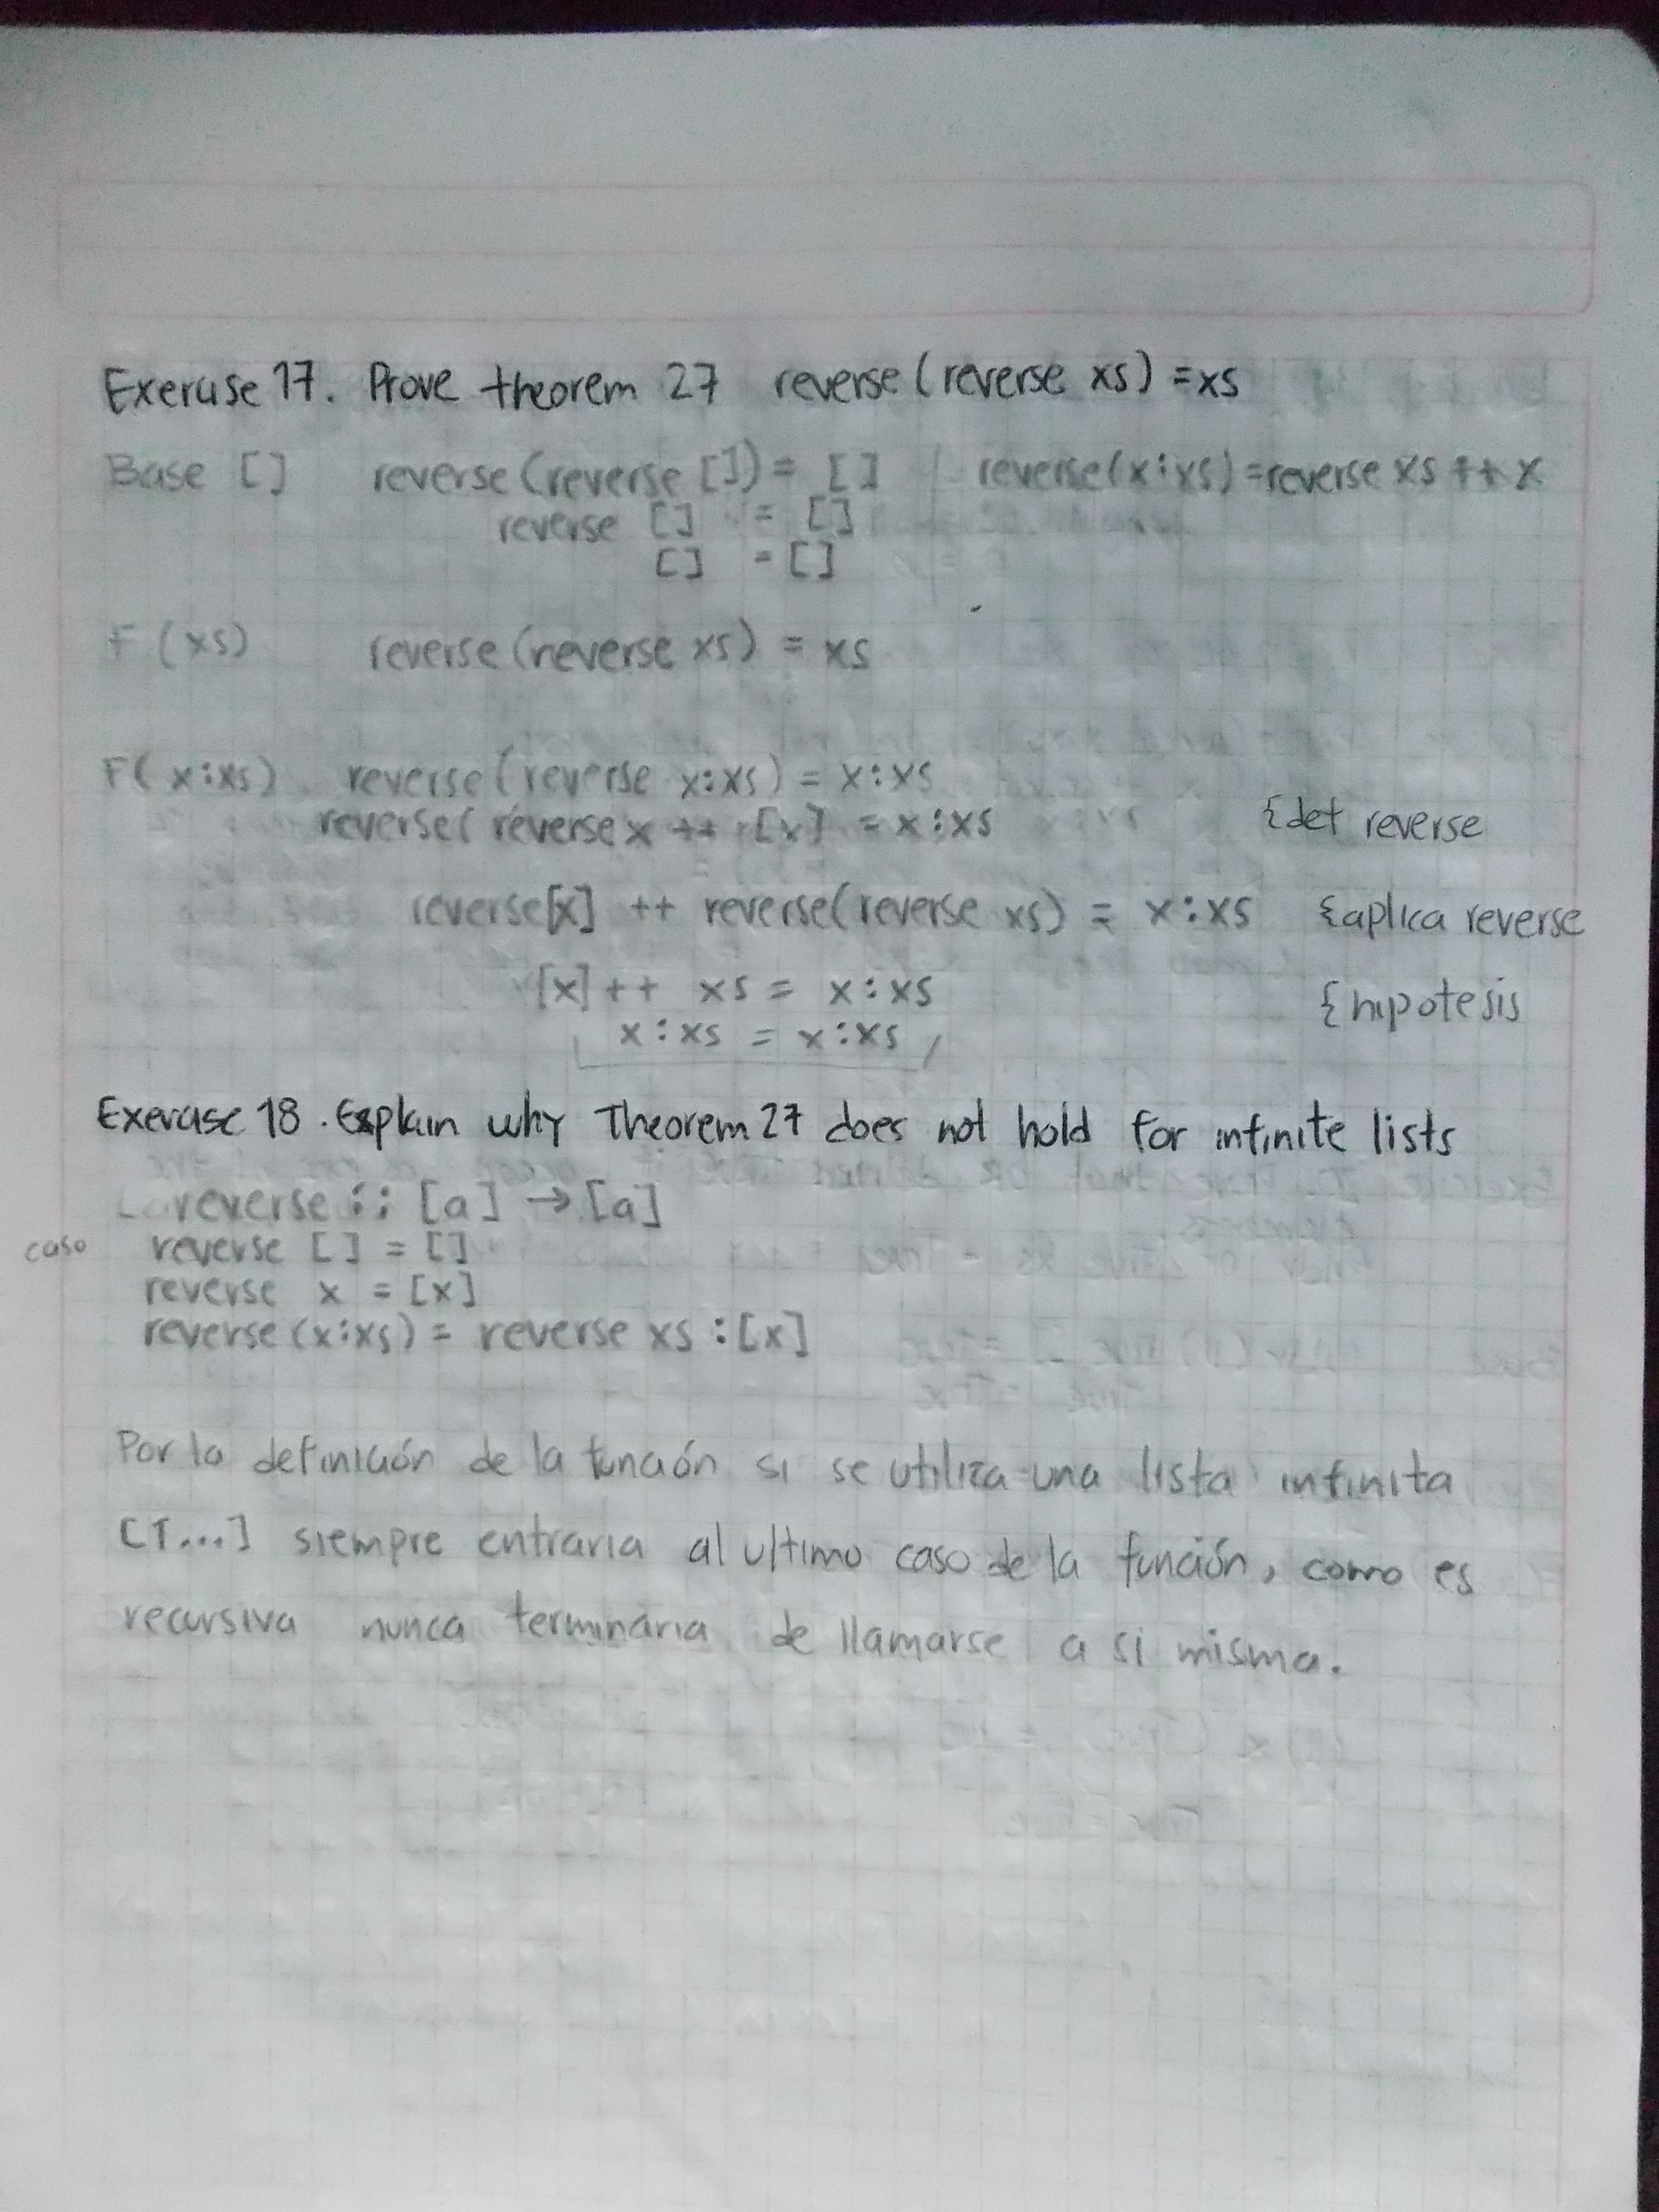 Exercise 17. Prove theorem 27 reverse (reverse xs) = xs
Base [] reverse (reverse []) = [] reverse (x:xs) = reverse xs ++ x
reverse [] = []
[] = []
F (xs) reverse (reverse xs) = xs
F( x:xs) reverse (reverse x:xs) = x:xs
reverse( reverse x ++ [x] = x:xs {def reverse
reverse[x] ++ reverse(reverse xs) = x:xs {aplica reverse
[x] ++ xs = x:xs {hipotesis
x:xs = x:xs
Exercise 18. Explain why Theorem 27 does not hold for infinite lists
reverse :: [a] → [a]
caso reverse [] = []
reverse x = [x]
reverse (x:xs) = reverse xs : [x]
Por la definición de la función si se utiliza una lista infinita
[1...] siempre entraria al ultimo caso de la función, como es
recursiva nunca terminaria de llamarse a si misma.